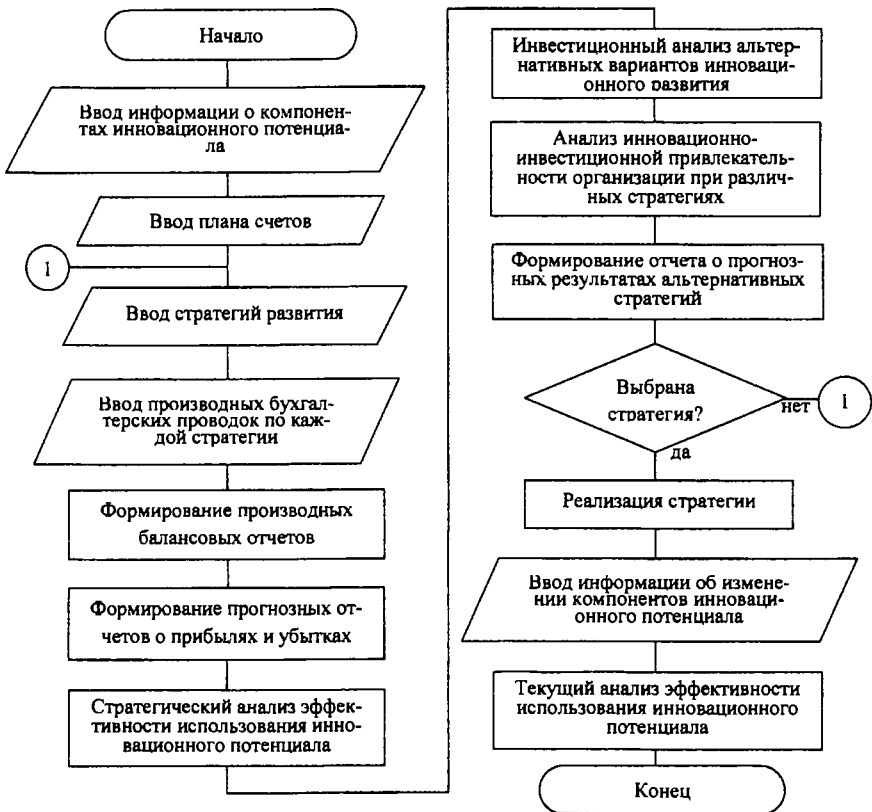 Начало
Ввод информации о компонен-
тах инновационного потенциа-
ла
Ввод плана счетов
1
Ввод стратегий развития
Ввод производных бухгал-
терских проводок по каж-
дой стратегии
Формирование производных
балансовых отчетов
Формирование прогнозных от-
четов о прибылях и убытках
Стратегический анализ эффек-
тивности использования инно-
вационного потенциала
Инвестиционный анализ альтер-
нативных вариантов инноваци-
онного развития
Анализ инновационно-
инвестиционной привлекатель-
ности организации при различ-
ных стратегиях
Формирование отчета о прогноз-
ных результатах альтернативных
стратегий
Выбрана
стратегия?
нет
1
да
Реализация стратегии
Ввод информации об измене-
нии компонентов инноваци-
онного потенциала
Текущий анализ эффективности
использования инновационного
потенциала
Конец